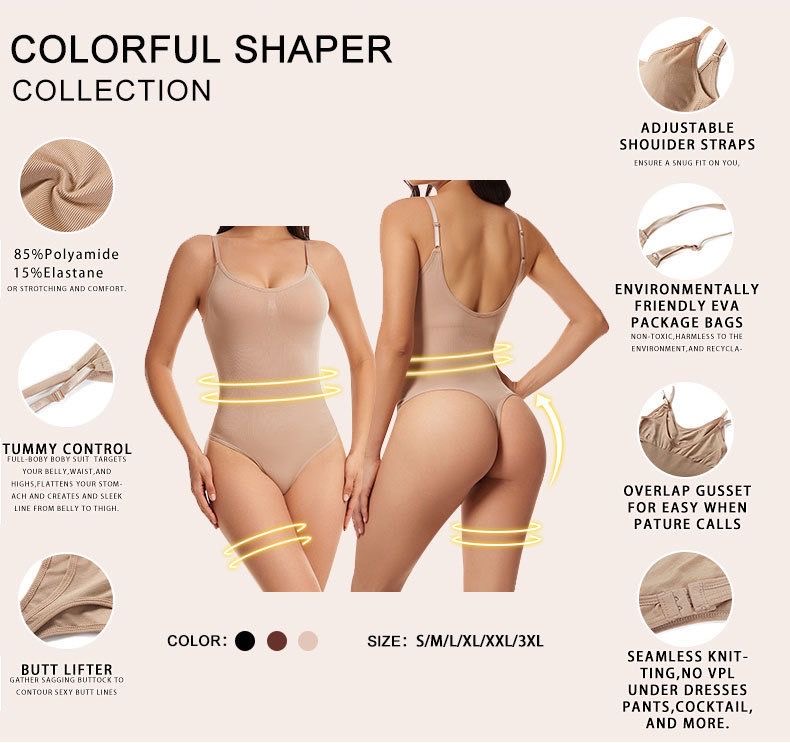 COLORFUL SHAPER
COLLECTION
85%Polyamide
15%Elastane
OR STROTCHING AND COMFORT.
TUMMY CONTROL
FULL-BOBY BOBY SUIT TARGETS
YOUR BELLY,WAIST,AND
HIGHS,FLATTENS YOUR STOM-
ACH AND CREATES AND SLEEK
LINE FROM BELLY TO THIGH.
BUTT LIFTER
GATHER SAGGING BUTTOCK TO
CONTOUR SEXY BUTT LINES
COLOR:
SIZE: S/M/L/XL/XXL/3XL
ADJUSTABLE
SHOUIDER STRAPS
ENSURE A SNUG FIT ON YOU,
ENVIRONMENTALLY
FRIENDLY EVA
PACKAGE BAGS
NON-TOXIC,HARMLESS TO THE
ENVIRONMENT,AND RECYCLA-
OVERLAP GUSSET
FOR EASY WHEN
PATURE CALLS
SEAMLESS KNIT-
TING,NO VPL
UNDER DRESSES
PANTS,COCKTAIL,
AND MORE.